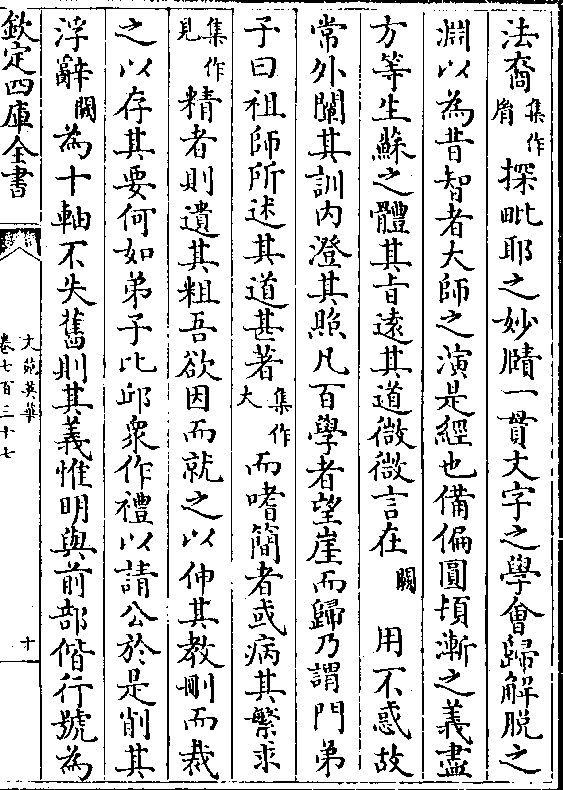 法裔集作胤探毗耶之妙賾一貫文字之學會歸解脫之
淵以為昔智者大師之演是經也備偏圓頓漸之義盡
方等生蘇之體其旨遠其道微微言在闕用不惑故
常外闡其訓内澄其照凡百學者望崖而歸乃謂門弟
子曰祖師所述其道甚著集作大而嗜簡者或病其繁求
集作見精者則遺其粗吾欲因而就之以伸其教刪而裁
之以存其要何如弟子比邱衆作禮以請公於是削其
浮辭闕為十軸不失舊則其義惟明與前部偕行號為
欽定四庫全書
文苑英華
卷七百三十七
十